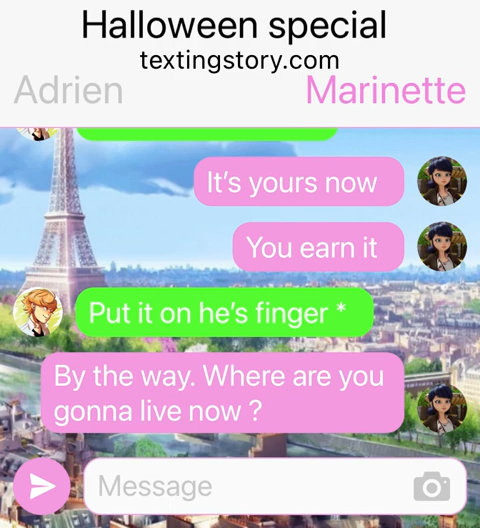 Halloween special
textingstory.com
Adrien Marinette
It's yours now
You earn it
Put it on he's finger *
By the way. Where are you
gonna live now ?
Message